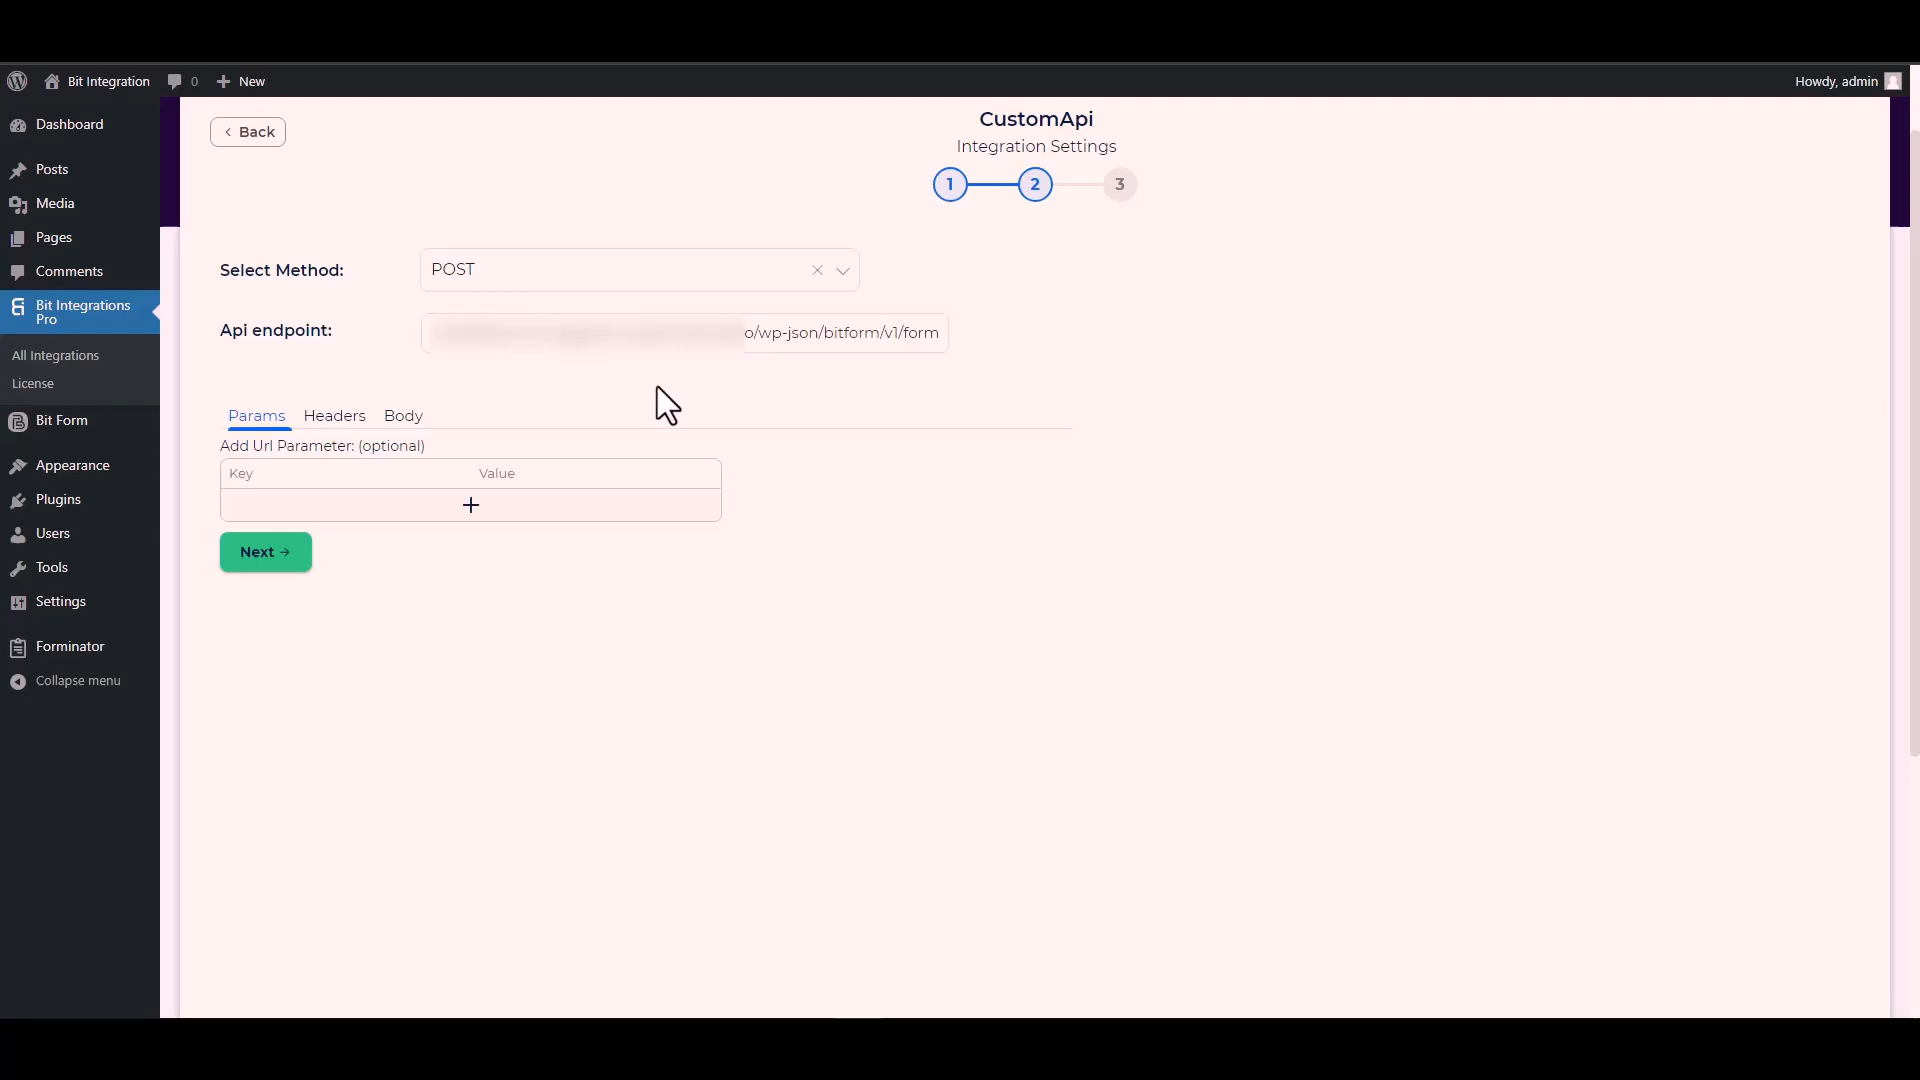 Bit Integration
0
New
Howdy, admin
Dashboard
Posts
Media
Pages
Comments
Bit Integrations
Pro
All Integrations
License
Bit Form
Appearance
Plugins
Users
Tools
Settings
Forminator
Collapse menu
Back
CustomApi
Integration Settings
1 2 3
Select Method:
POST
Api endpoint:
o/wp-json/bitform/v1/form
Params Headers Body
Add Url Parameter: (optional)
Key Value
Next →